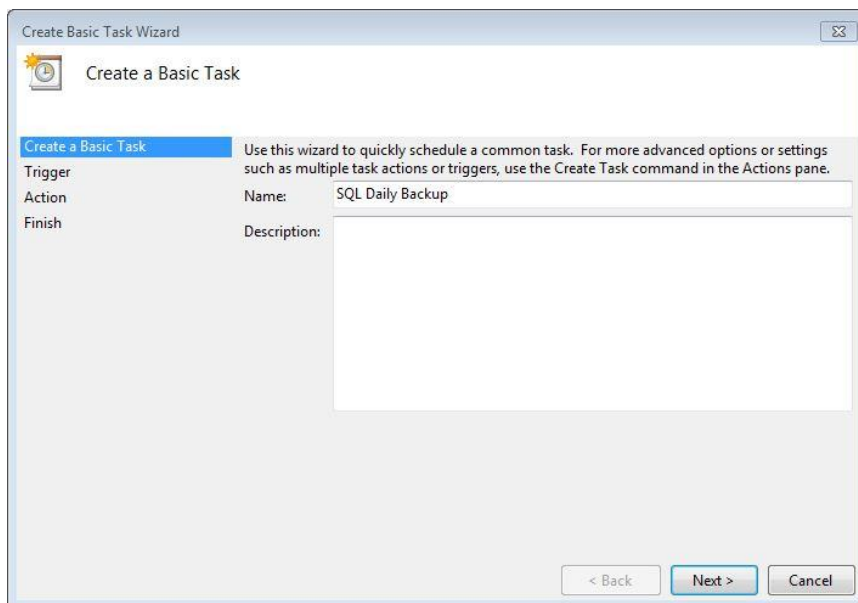 Create Basic Task Wizard
Create a Basic Task
Create a Basic Task
Use this wizard to quickly schedule a common task. For more advanced options or settings
such as multiple task actions or triggers, use the Create Task command in the Actions pane.
Trigger
Action
Name: SQL Daily Backup
Finish
Description:
< Back Next > Cancel